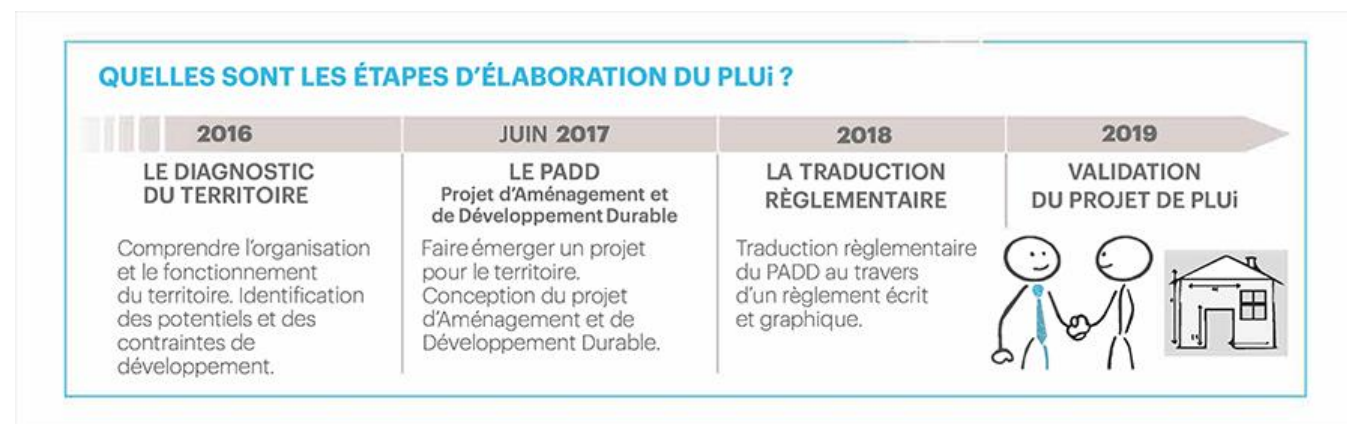 QUELLES SONT LES ÉTAPES D'ÉLABORATION DU PLUi ?
2016
LE DIAGNOSTIC
DU TERRITOIRE
Comprendre l'organisation
et le fonctionnement
du territoire. Identification
des potentiels et des
contraintes de
développement.
JUIN 2017
LE PADD
Projet d'Aménagement et
de Développement Durable
Faire émerger un projet
pour le territoire.
Conception du projet
d'Aménagement et de
Développement Durable.
2018
LA TRADUCTION
RÈGLEMENTAIRE
Traduction règlementaire
du PADD au travers
d'un règlement écrit
et graphique.
2019
VALIDATION
DU PROJET DE PLUi